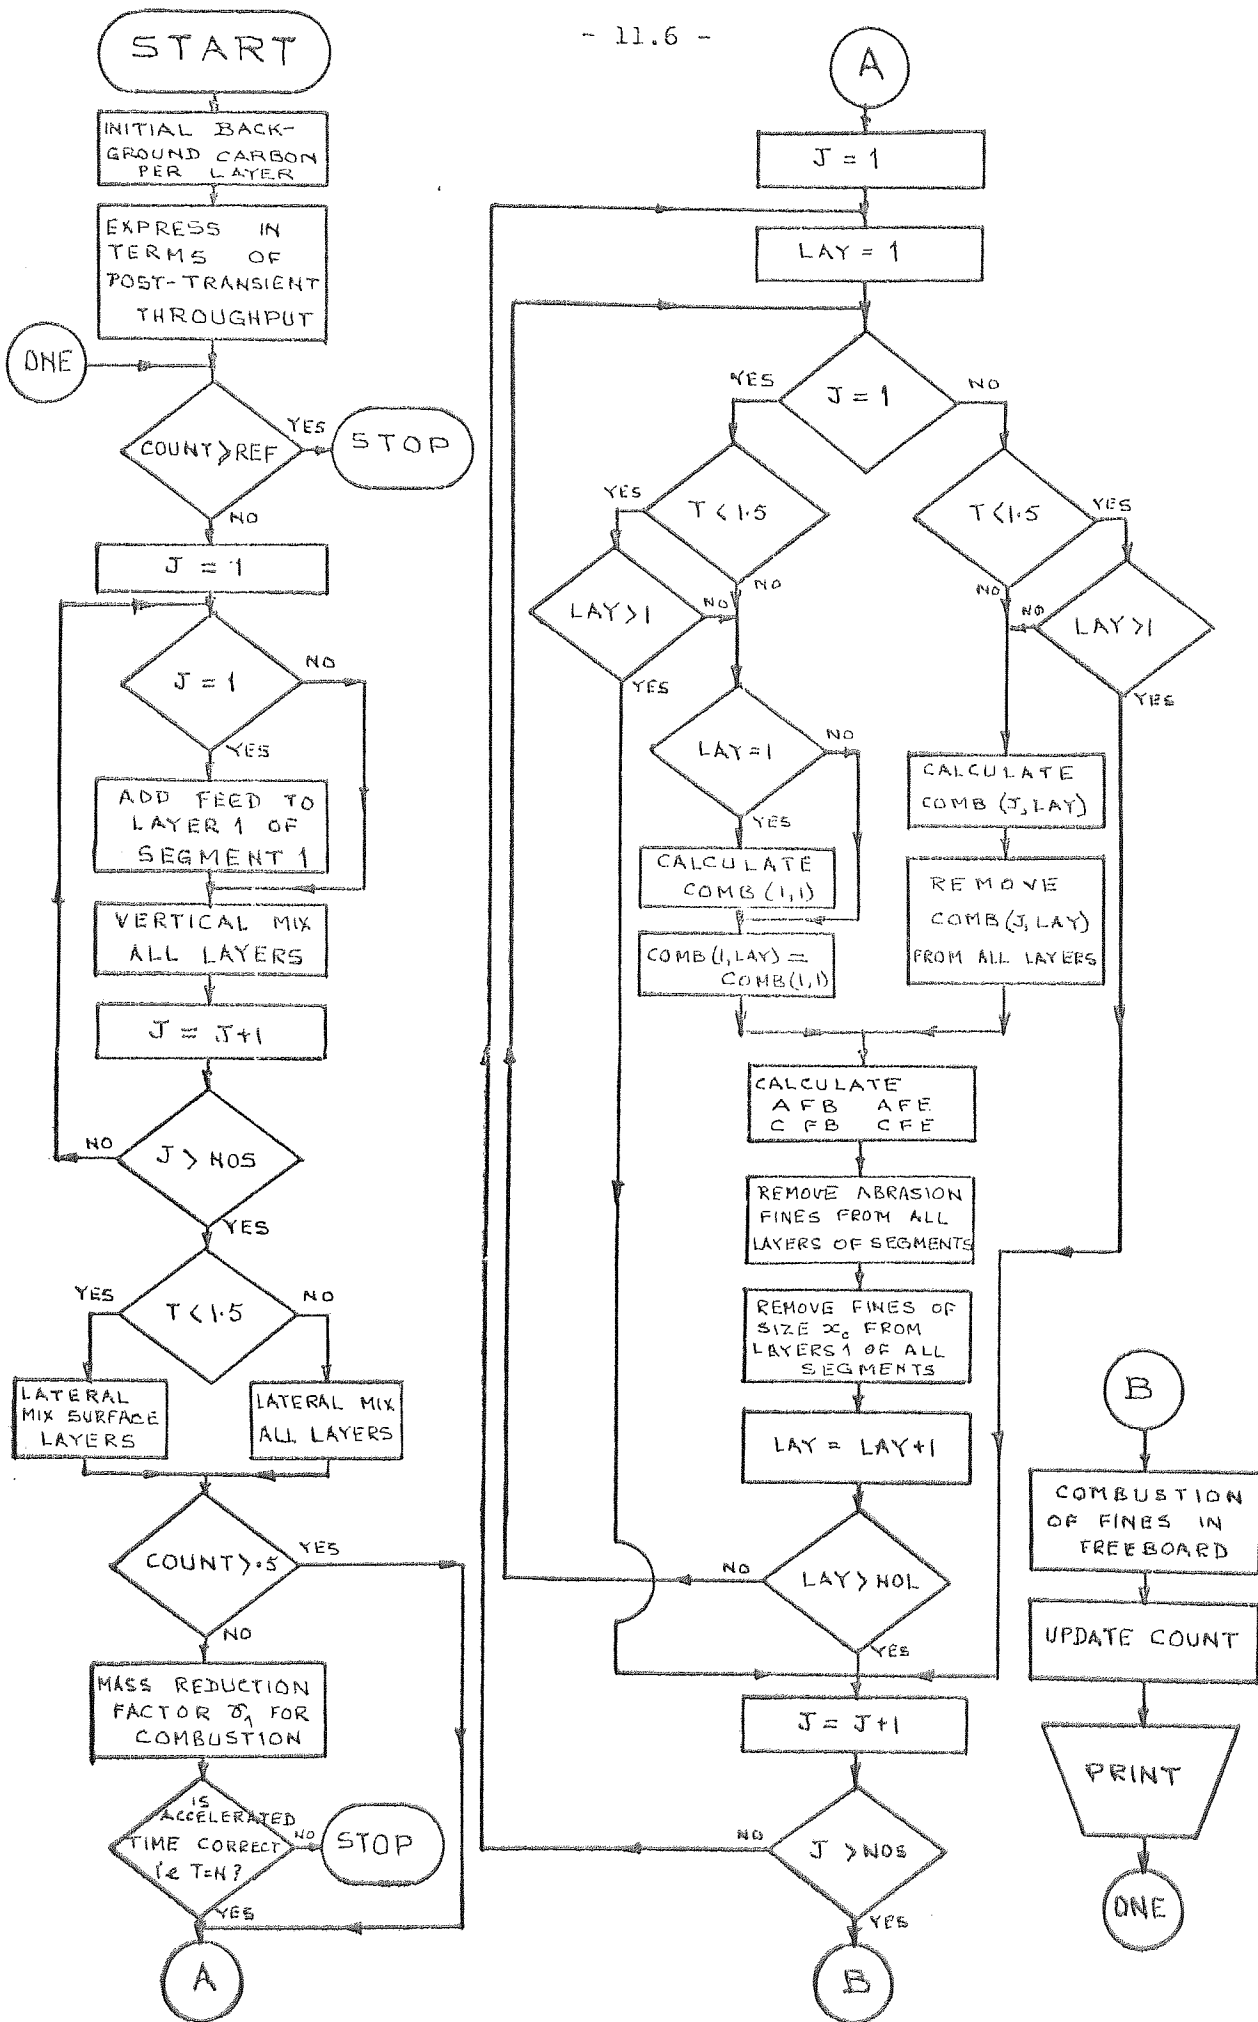 - 11.6 -
START
INITIAL BACK-
GROUND CARBON
PER LAYER
EXPRESS IN
TERMS OF
POST-TRANSIENT
THROUGHPUT
ONE
COUNT>REF
YES
STOP
NO
J = 1
J = 1
NO
YES
ADD FEED TO
LAYER 1 OF
SEGMENT 1
VERTICAL MIX
ALL LAYERS
J = J+1
NO
J > NOS
YES
YES
T < 1.5
NO
LATERAL
MIX SURFACE
LAYERS
LATERAL MIX
ALL LAYERS
COUNT>.5
YES
NO
MASS REDUCTION
FACTOR γ₁ FOR
COMBUSTION
IS
ACCELERATED
TIME CORRECT
ie T=N?
NO
STOP
YES
A
A
J = 1
LAY = 1
YES
J = 1
NO
YES
T < 1.5
NO
T < 1.5
YES
NO
LAY>1
NO
YES
NO
LAY>1
YES
LAY=1
NO
YES
CALCULATE
COMB(1,1)
COMB(1,LAY) =
COMB(1,1)
CALCULATE
COMB (J,LAY)
REMOVE
COMB(J,LAY)
FROM ALL LAYERS
CALCULATE
AFB AFE
CFB CFE
REMOVE ABRASION
FINES FROM ALL
LAYERS OF SEGMENTS
REMOVE FINES OF
SIZE x꜀ FROM
LAYERS 1 OF ALL
SEGMENTS
LAY = LAY+1
NO
LAY>NOL
YES
J = J+1
NO
J >NOS
YES
B
B
COMBUSTION
OF FINES IN
FREEBOARD
UPDATE COUNT
PRINT
ONE